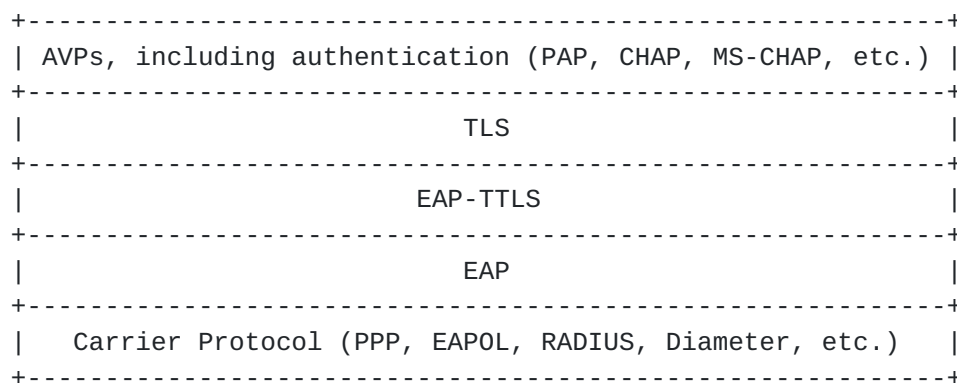 +-----------------------------------------------------------+
| AVPs, including authentication (PAP, CHAP, MS-CHAP, etc.) |
+-----------------------------------------------------------+
|                            TLS                            |
+-----------------------------------------------------------+
|                         EAP-TTLS                          |
+-----------------------------------------------------------+
|                            EAP                            |
+-----------------------------------------------------------+
|   Carrier Protocol (PPP, EAPOL, RADIUS, Diameter, etc.)   |
+-----------------------------------------------------------+